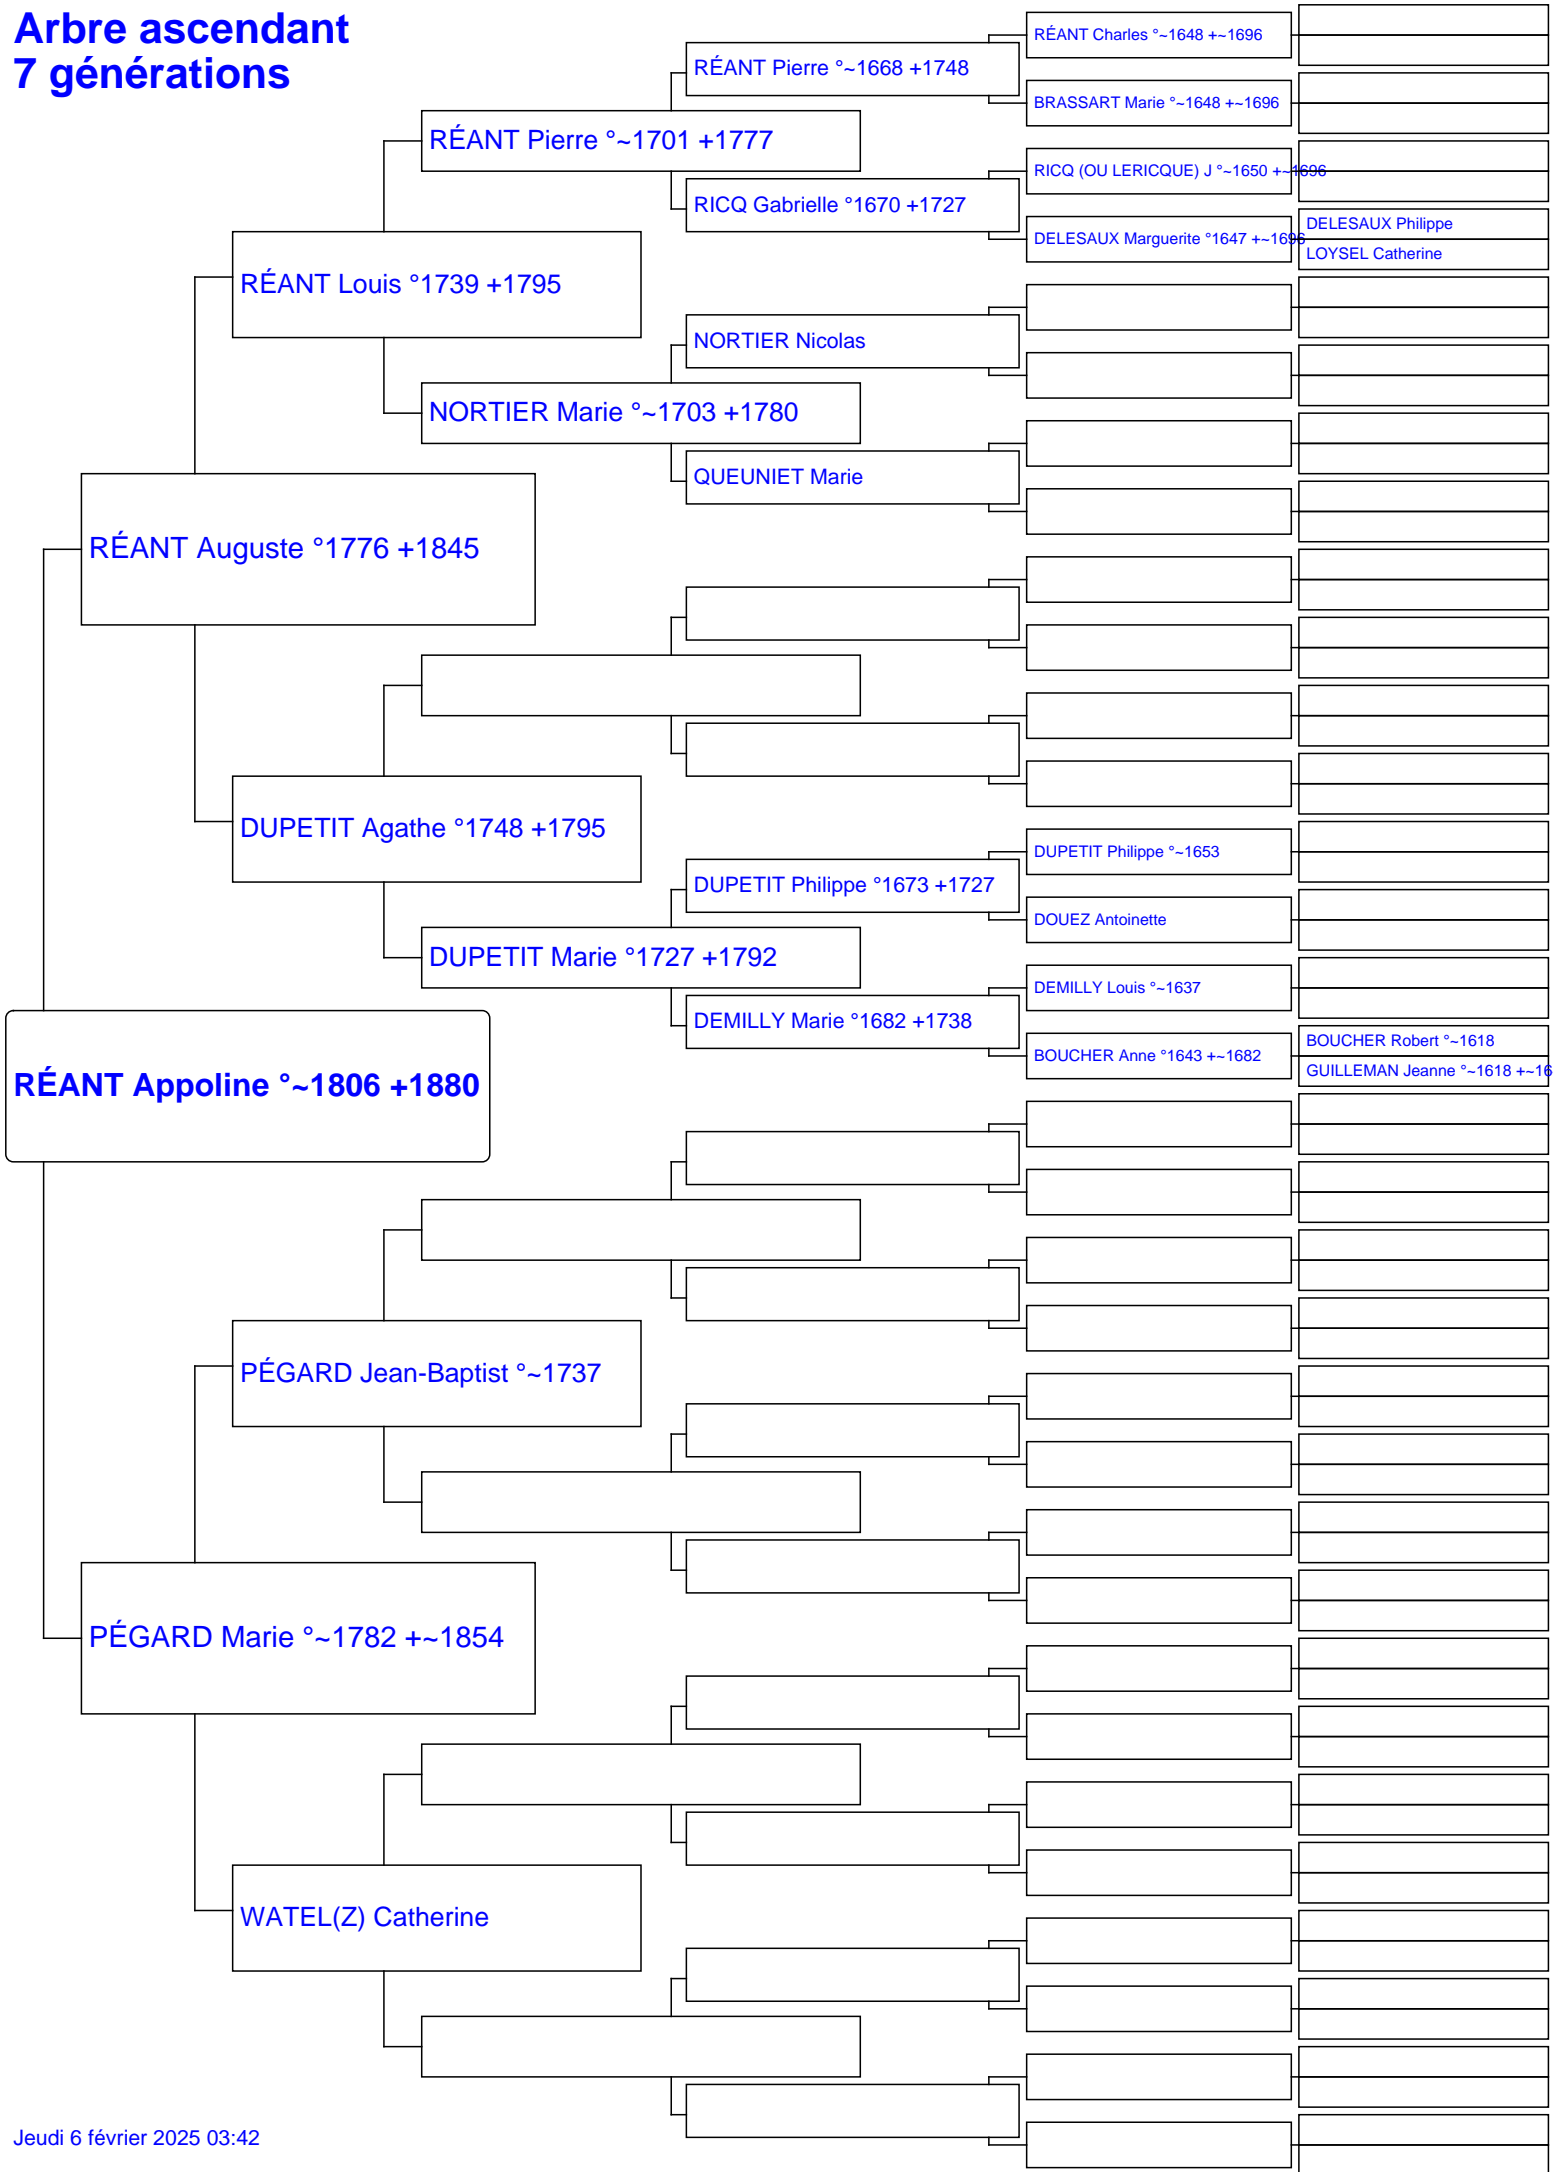 Arbre ascendant
7 générations
RÉANT Charles °~1648 +~1696
RÉANT Pierre °~1668 +1748
BRASSART Marie °~1648 +~1696
RÉANT Pierre °~1701 +1777
RICQ (OU LERICQUE) J °~1650 +~1696
RICQ Gabrielle °1670 +1727
DELESAUX Philippe
DELESAUX Marguerite °1647 +~1696
LOYSEL Catherine
RÉANT Louis °1739 +1795
NORTIER Nicolas
NORTIER Marie °~1703 +1780
QUEUNIET Marie
RÉANT Auguste °1776 +1845
DUPETIT Agathe °1748 +1795
DUPETIT Philippe °~1653
DUPETIT Philippe °1673 +1727
DOUEZ Antoinette
DUPETIT Marie °1727 +1792
DEMILLY Louis °~1637
DEMILLY Marie °1682 +1738
BOUCHER Robert °~1618
BOUCHER Anne °1643 +~1682
GUILLEMAN Jeanne °~1618 +~16
RÉANT Appoline °~1806 +1880
PÉGARD Jean-Baptist °~1737
PÉGARD Marie °~1782 +~1854
WATEL(Z) Catherine
Jeudi 6 février 2025 03:42